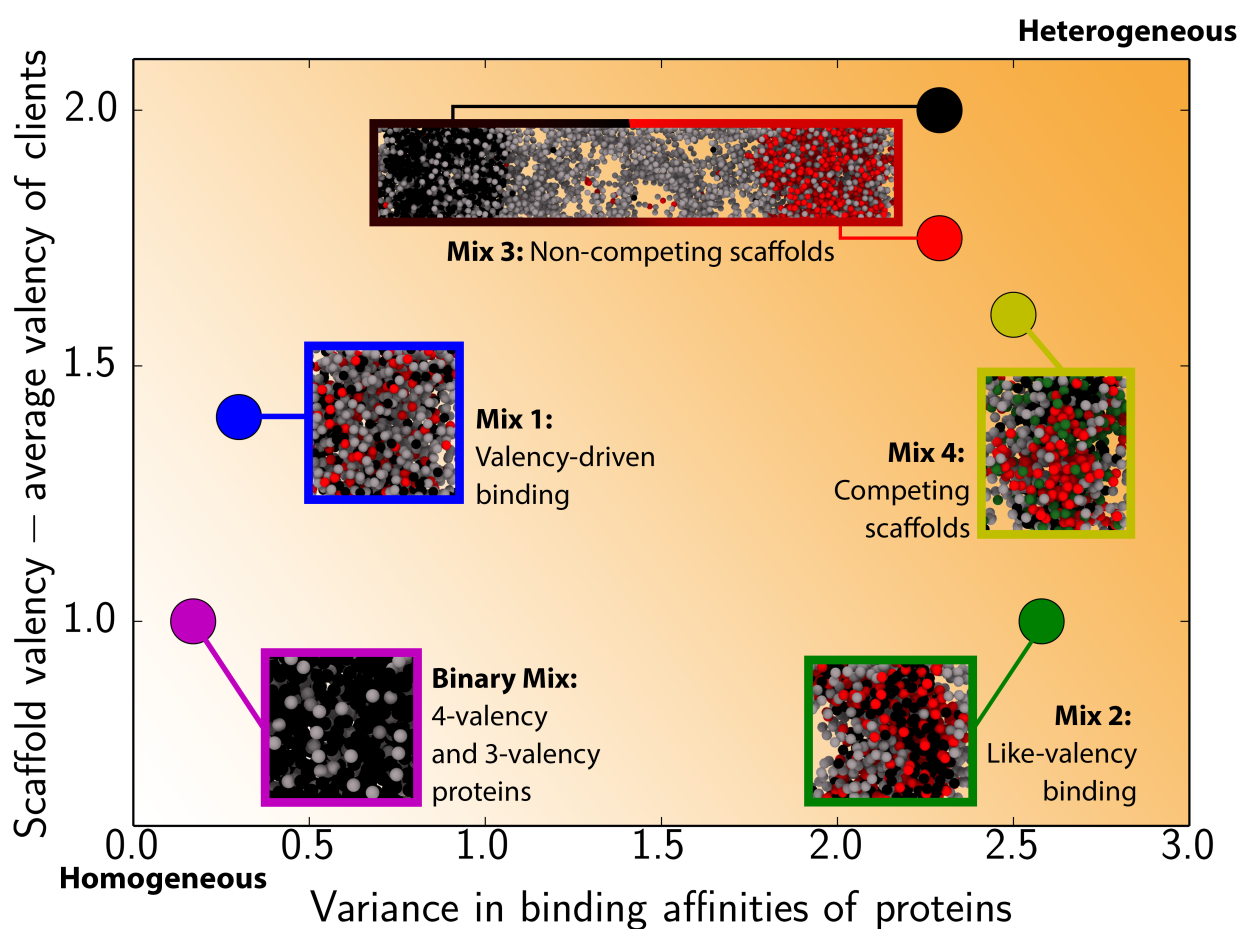 Heterogeneous
Scaffold valency — average valency of clients
2.0
1.5
1.0
Mix 3: Non-competing scaffolds
Mix 1:
Valency-driven
binding
Mix 4:
Competing
scaffolds
Binary Mix:
4-valency
and 3-valency
proteins
Mix 2:
Like-valency
binding
0.0 0.5 1.0 1.5 2.0 2.5 3.0
Homogeneous
Variance in binding affinities of proteins